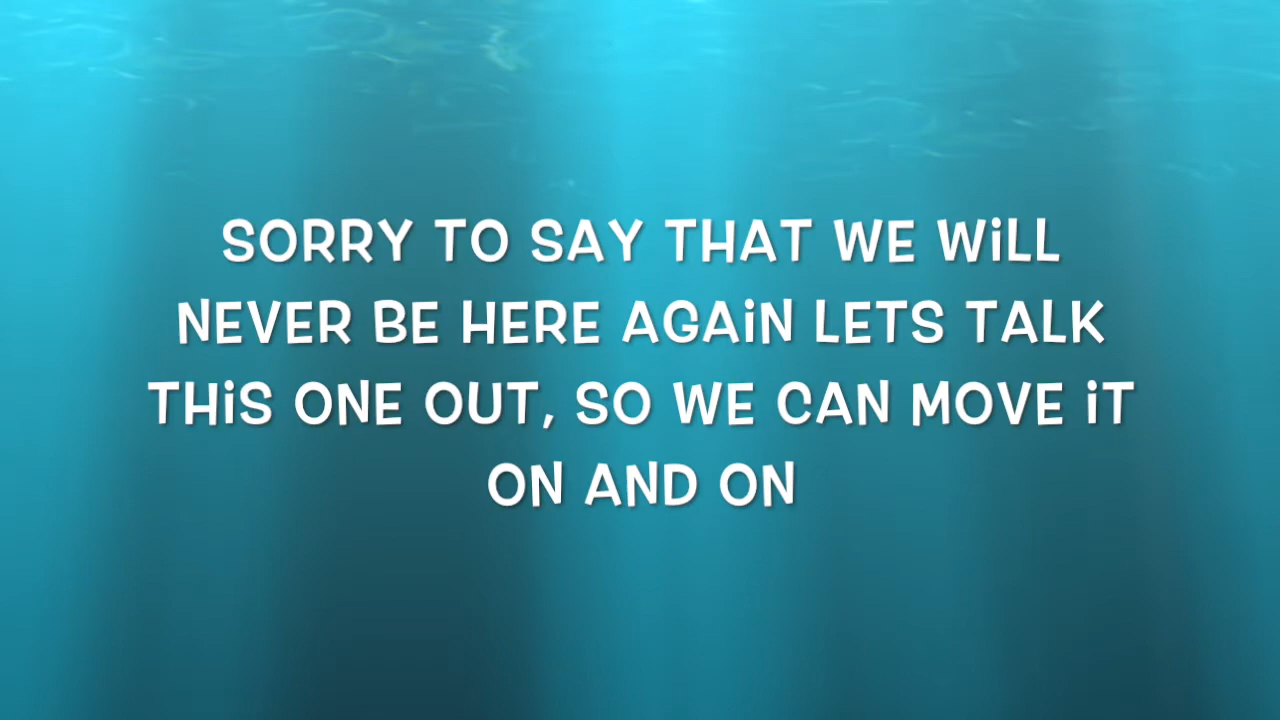 SORRY TO SAY THAT WE WiLL
NEVER BE HERE AGAiN LETS TALK
THiS ONE OUT, SO WE CAN MOVE iT
ON AND ON